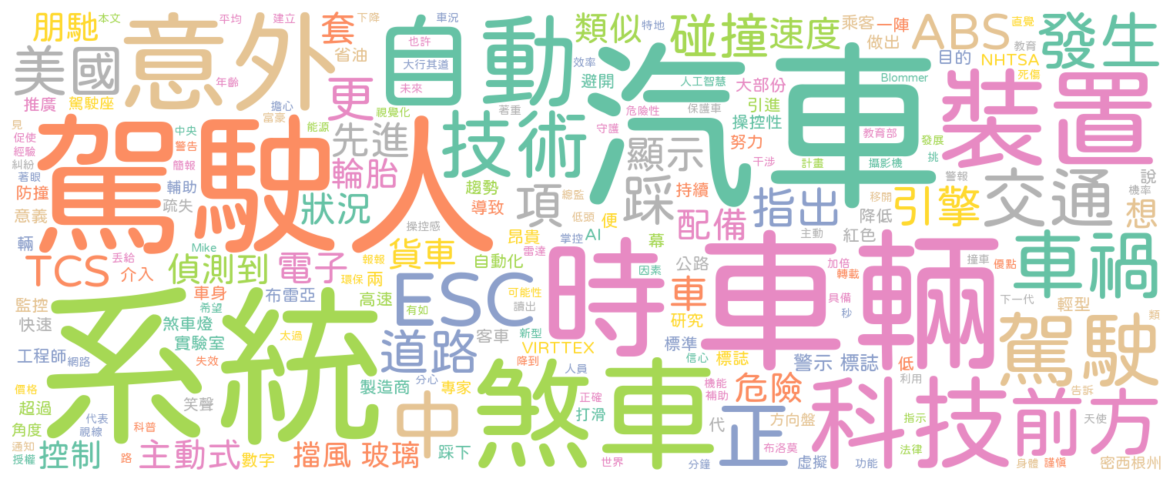 朋馳
本文
平均
建立
下降
車況
意外
套
省油
自動
也許
大行其道
未來
著重
類似
特地
效率
碰撞
速度
避開
人工智慧
乘客
一陣
做出
ABS
目的
直覺
NHTSA
教育
死傷
發生
美國
推廣
駕駛座
年齡
擔心
富豪
更
視覺化
能源
先進
輪胎
技術
汽車
危險性
守護
保護車
大部份
引進
操控性
努力
Blommer
教育部
發展
挑
裝置
見
促使
經驗
糾紛
著眼
中央
警告
簡報
防撞
輔助
意義
疏失
駕駛人
狀況
操控感
趨勢
導致
項
總監
低頭
顯示
踩
便
持續
干涉
計畫
攝影機
配備
指出
引擎
警報
移開
降低
交通
說
機率
想
輛
Mike
丟給
TCS
介入
偵測到
電子
報報
環保
貨車
兩
昂貴
雷達
自動化
掌控
AI
幕
因素
公路
主動
紅色
加倍
轉載
撞車
優點
車禍
監控
快速
車身
希望
布雷亞
高速
ESC
有如
可能性
讀出
時
車
研究
具備
秒
車輛
下一代
輕型
類
系統
煞車燈
實驗室
太過
道路
客車
新型
VIRTTEX
降到
標準
信心
標誌
警示 標誌
低
利用
駕駛
工程師
網路
失效
價格
超過
角度
代表
視線
笑聲
科普
製造商
分心
專家
中
煞車
人員
正確
打滑
機能
補助
危險
代
正
方向盤
布洛莫
指示
法律
科技
前方
告訴
天使
通知
授權
控制
路
主動式
數字
擋風 玻璃
踩下
世界
分鐘
虛擬
功能
身體
謹慎
密西根州